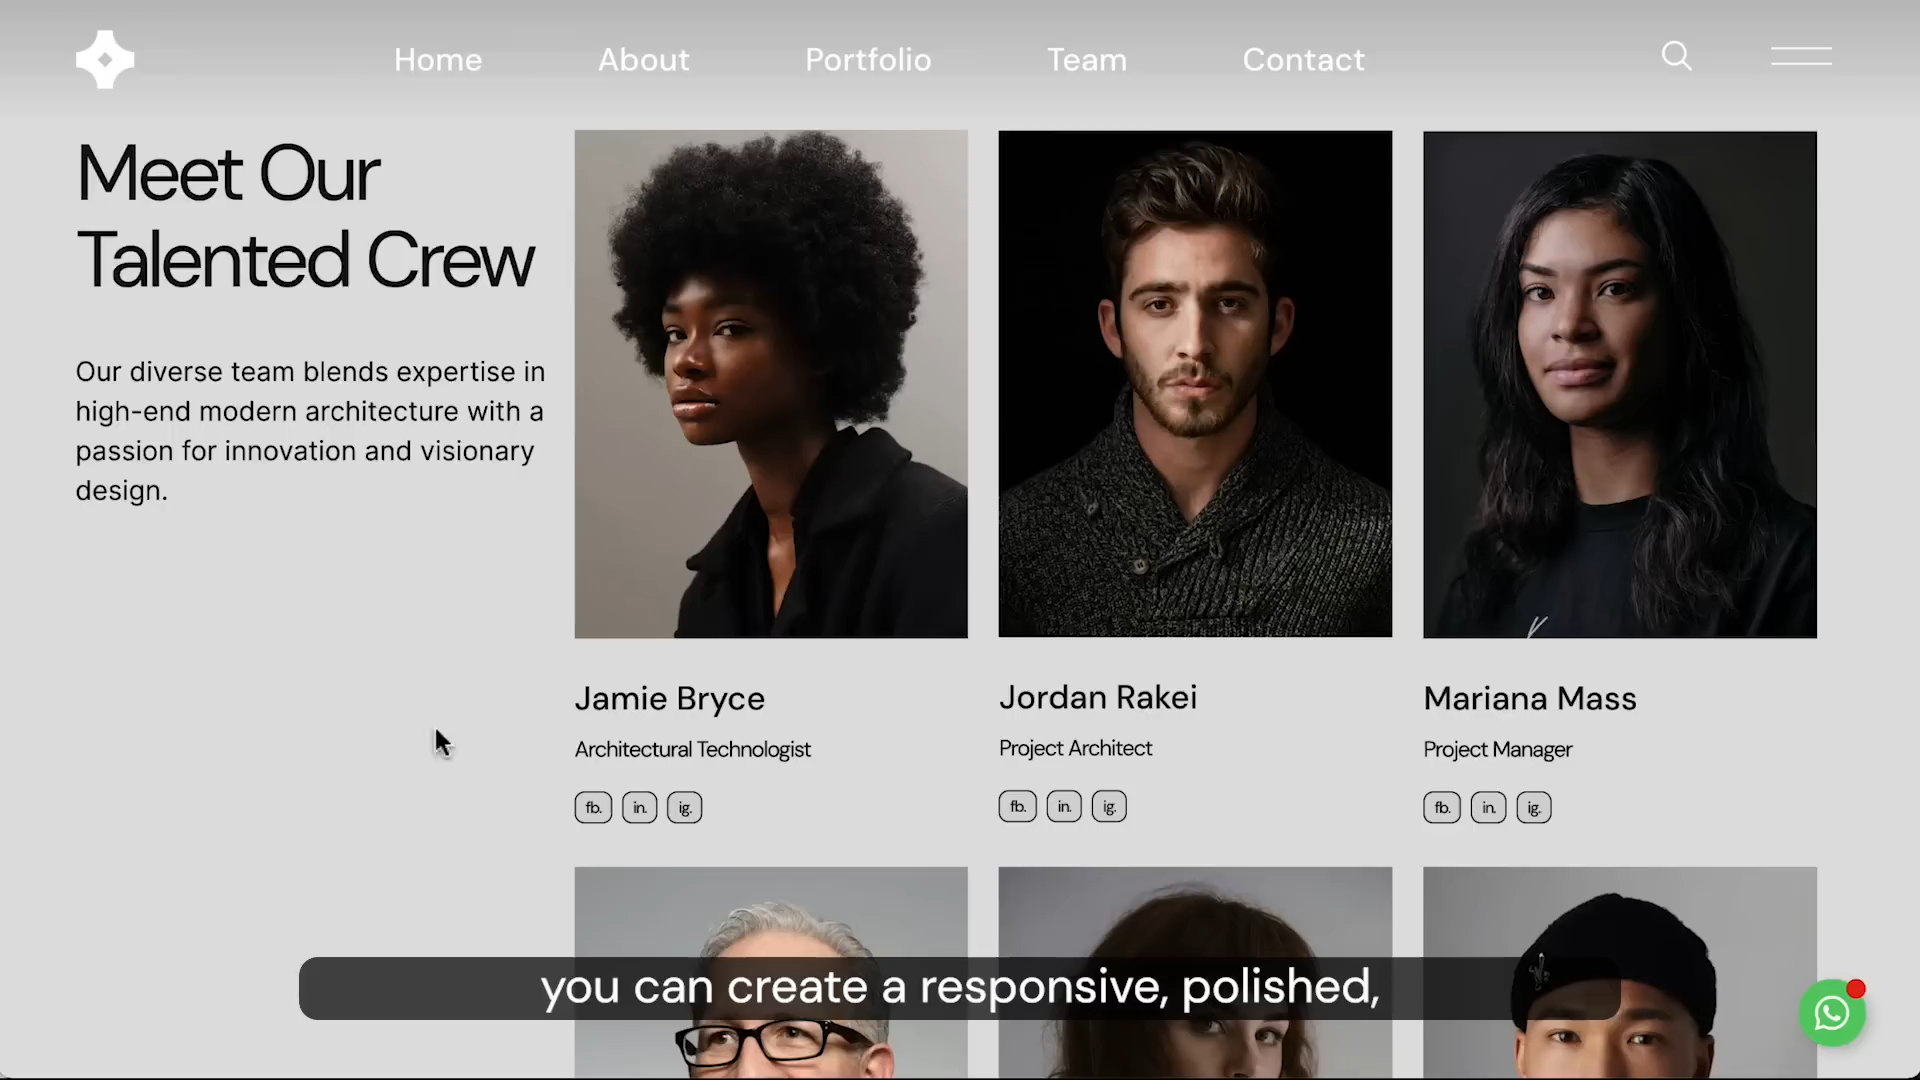 Home About Portfolio Team Contact
Meet Our
Talented Crew
Our diverse team blends expertise in
high-end modern architecture with a
passion for innovation and visionary
design.
Jamie Bryce
Architectural Technologist
fb. in. ig.
Jordan Rakei
Project Architect
fb. in. ig.
Mariana Mass
Project Manager
fb. in. ig.
you can create a responsive, polished,